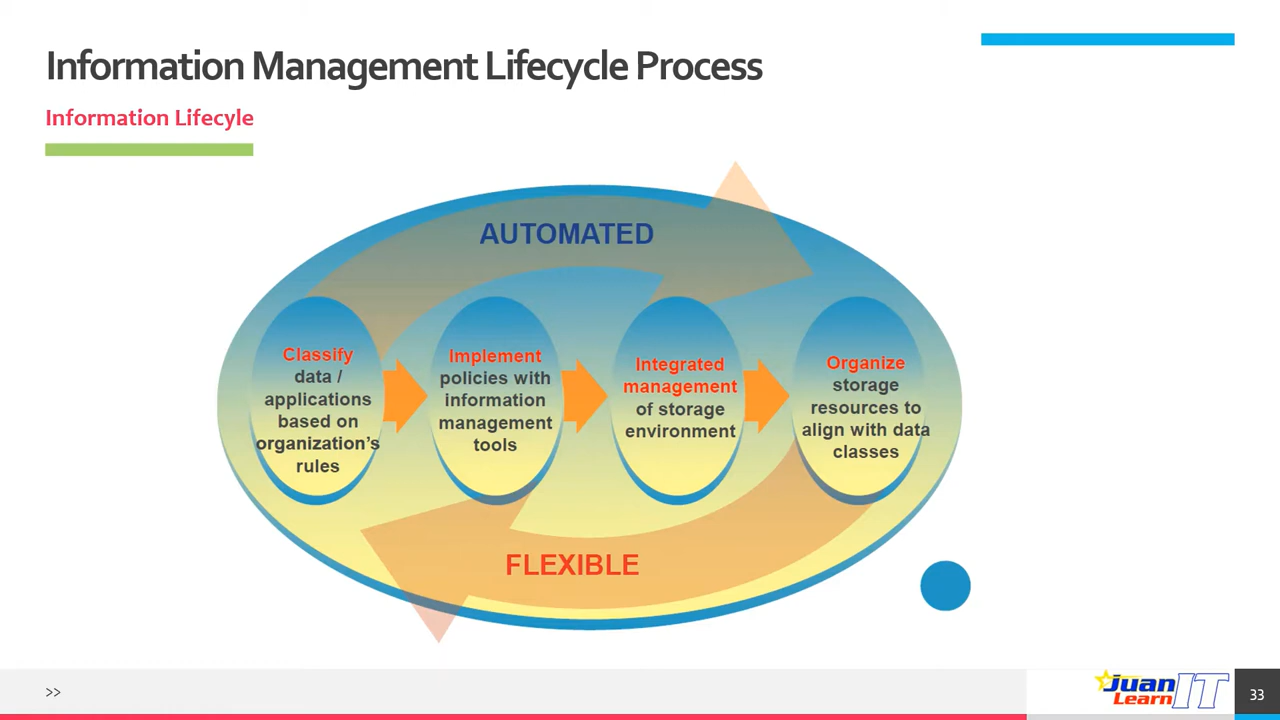 Information Management Lifecycle Process
Information Lifecyle
AUTOMATED
Classify
data /
applications
based on
organization's
rules
Implement
policies with
information
management
tools
Integrated
management
of storage
environment
Organize
storage
resources to
align with data
classes
FLEXIBLE
>>
Juan
Learn
IT
33